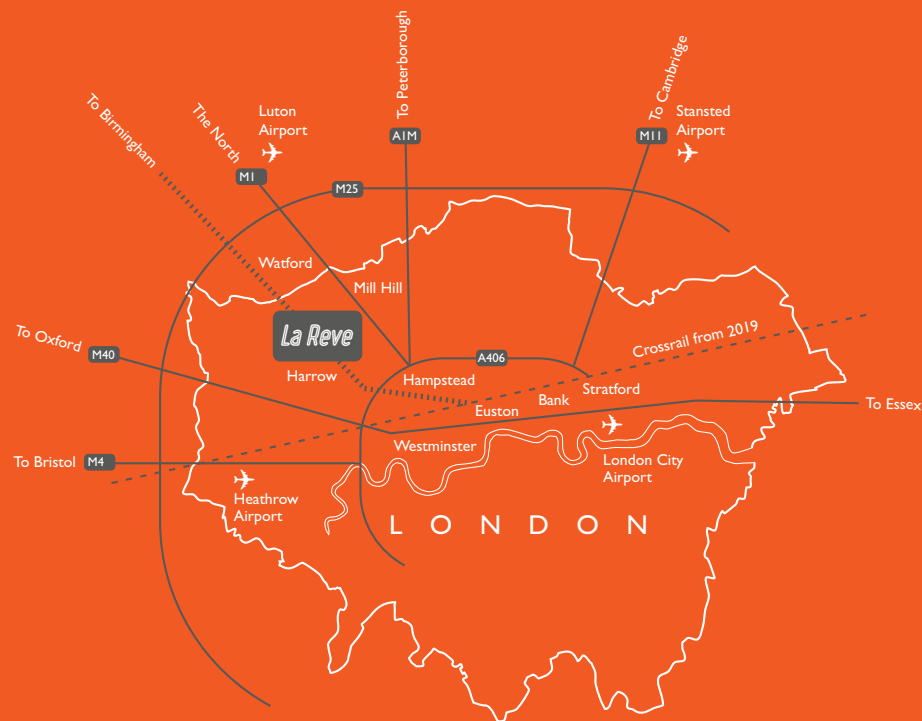 To Birmingham
The North
M1
Luton
Airport
To Peterborough
A1M
To Cambridge
M11
Stansted
Airport
M25
Watford
Mill Hill
La Reve
Harrow
To Oxford
M40
A406
Crossrail from 2019
Hampstead
Stratford
Bank
Euston
To Essex
Westminster
To Bristol
M4
London City
Airport
Heathrow
Airport
LONDON